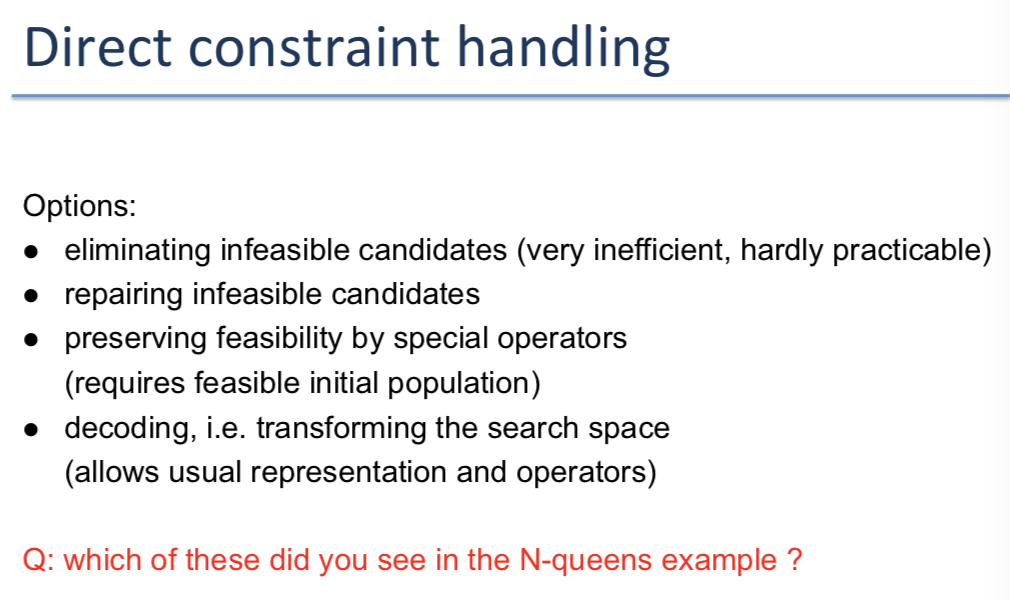 Direct constraint handling
Options:
● eliminating infeasible candidates (very inefficient, hardly practicable)
● repairing infeasible candidates
● preserving feasibility by special operators
(requires feasible initial population)
● decoding, i.e. transforming the search space
(allows usual representation and operators)
Q: which of these did you see in the N-queens example ?